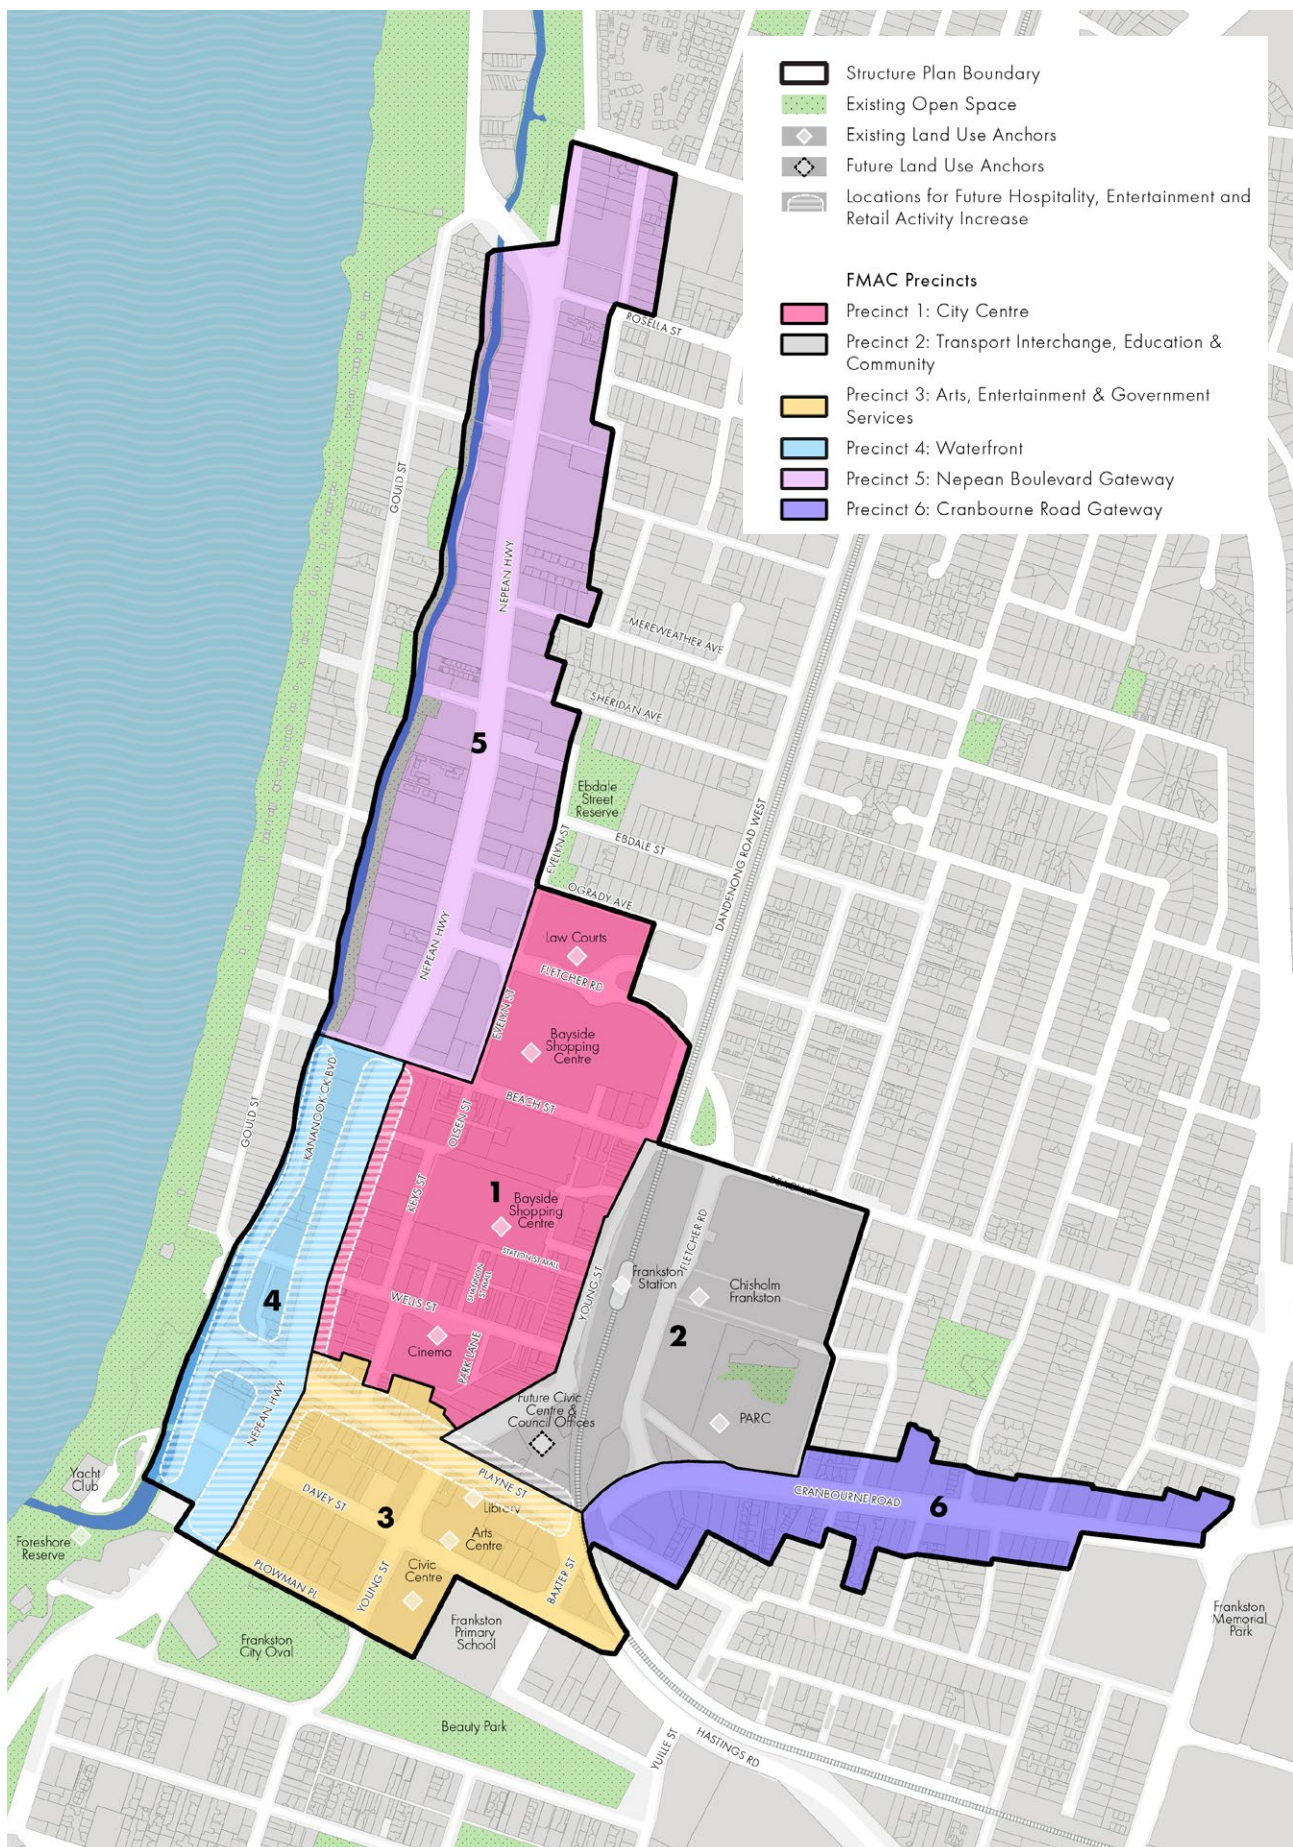 Structure Plan Boundary
Existing Open Space
Existing Land Use Anchors
Future Land Use Anchors
Locations for Future Hospitality, Entertainment and
Retail Activity Increase
FMAC Precincts
Precinct 1: City Centre
Precinct 2: Transport Interchange, Education &
Community
Precinct 3: Arts, Entertainment & Government
Services
Precinct 4: Waterfront
Precinct 5: Nepean Boulevard Gateway
Precinct 6: Cranbourne Road Gateway
ROSELLA ST
GOULD ST
NEPEAN HWY
MEREWEATHER AVE
SHERIDAN AVE
5
Ebdale
Street
Reserve
EVELYN ST
EBDALE ST
DANDENONG ROAD WEST
OGRADY AVE
NEPEAN HWY
Law Courts
FLETCHER RD
EVELYN ST
Bayside
Shopping
Centre
KANANOOK CK BVD
GOULD ST
OLSEN ST
BEACH ST
KEYS ST
1
Bayside
Shopping
Centre
STATION ST MALL
SHANNON
ST MALL
YOUNG ST
FLETCHER RD
Frankston
Station
Chisholm
Frankston
4
WELLS ST
Cinema
PARK LANE
2
NEPEAN HWY
Future Civic
Centre &
Council Offices
PARC
Yacht
Club
PLAYNE ST
CRANBOURNE ROAD
6
DAVEY ST
Library
3
Arts
Centre
Foreshore
Reserve
PLOWMAN PL
YOUNG ST
Civic
Centre
BAXTER ST
Frankston
Primary
School
Frankston
Memorial
Park
Frankston
City Oval
Beauty Park
YUILLE ST
HASTINGS RD